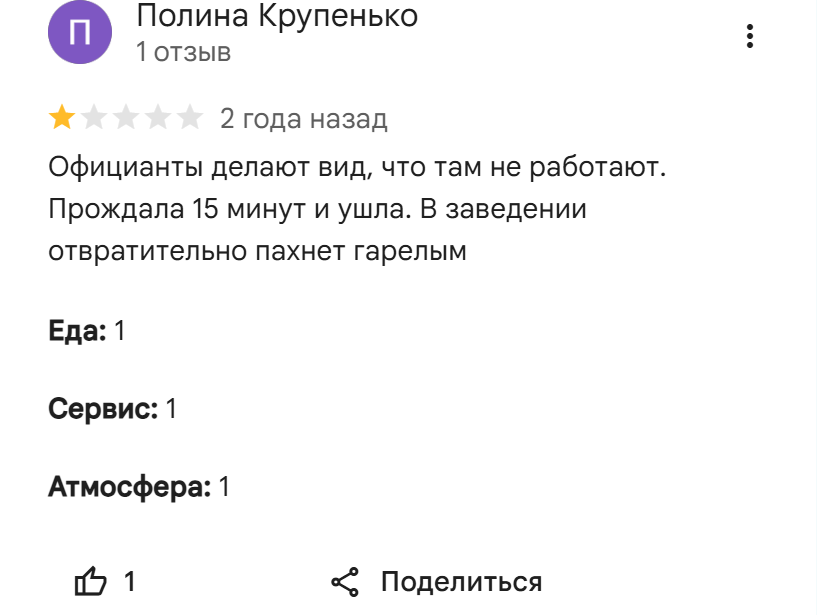 П
Полина Крупенько
1 отзыв
2 года назад
Официанты делают вид, что там не работают.
Прождала 15 минут и ушла. В заведении
отвратительно пахнет гарелым
Еда: 1
Сервис: 1
Атмосфера: 1
1
Поделиться